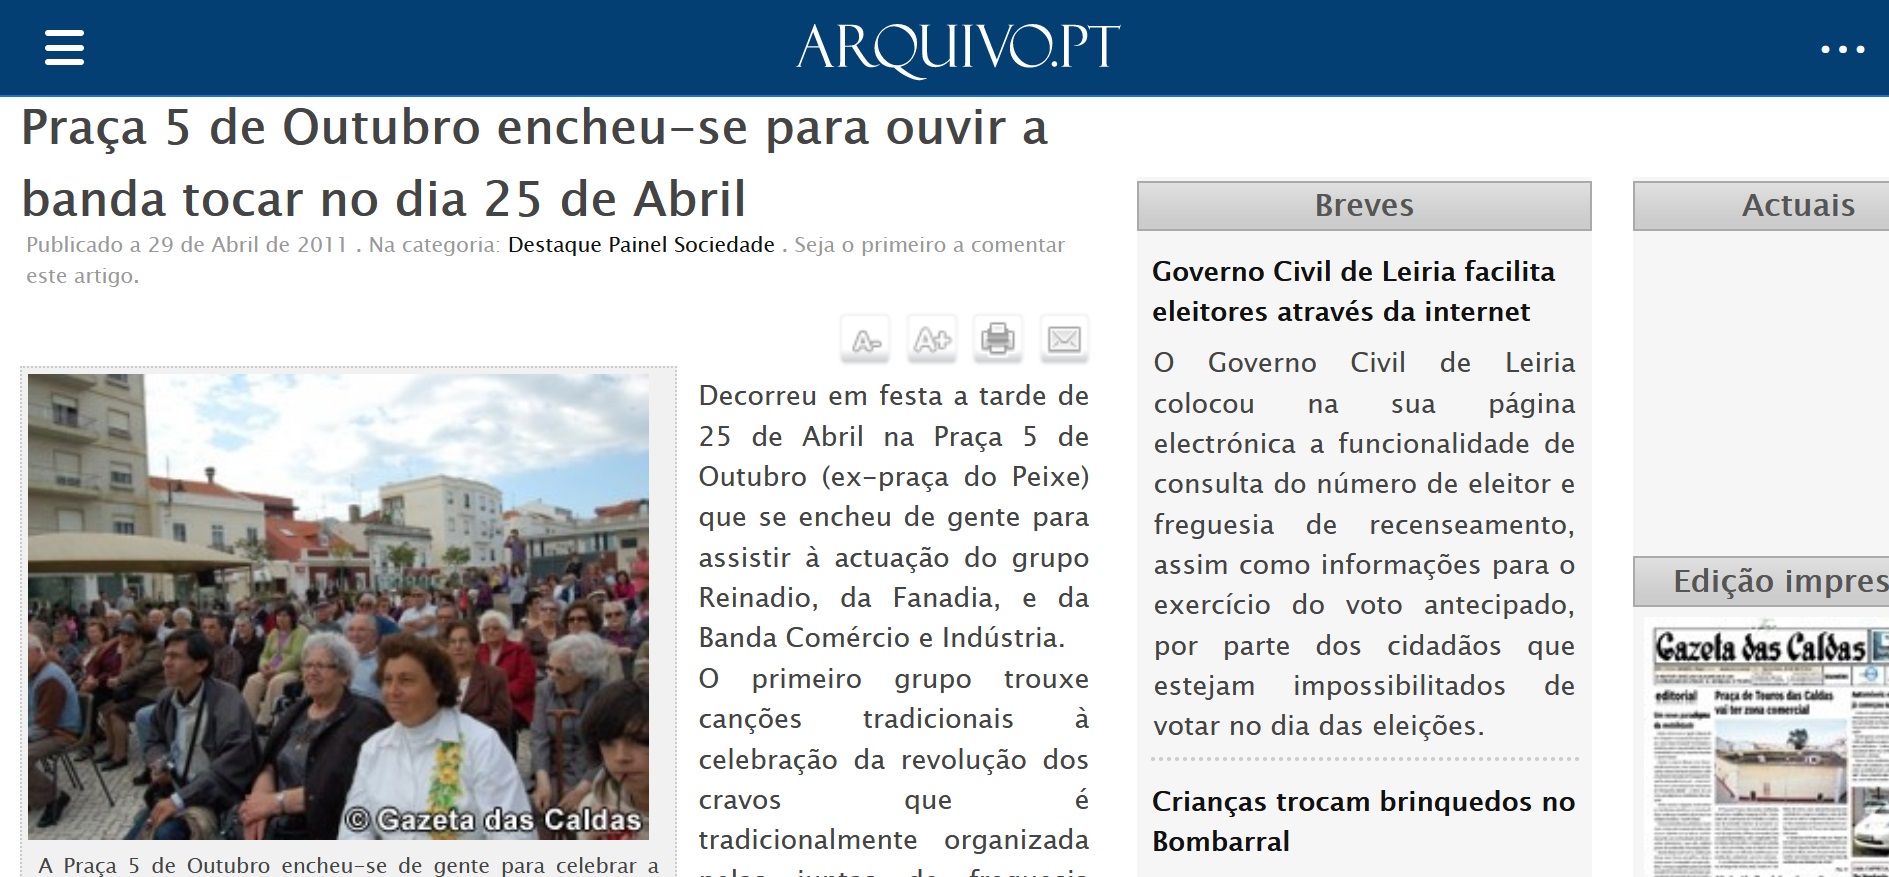 ARQUIVO.PT
Praça 5 de Outubro encheu-se para ouvir a
banda tocar no dia 25 de Abril
Publicado a 29 de Abril de 2011 . Na categoria: Destaque Painel Sociedade . Seja o primeiro a comentar
este artigo.
A-
A+
© Gazeta das Caldas
A Praça 5 de Outubro encheu-se de gente para celebrar a
Decorreu em festa a tarde de
25 de Abril na Praça 5 de
Outubro (ex-praça do Peixe)
que se encheu de gente para
assistir à actuação do grupo
Reinadio, da Fanadia, e da
Banda Comércio e Indústria.
O primeiro grupo trouxe
canções tradicionais à
celebração da revolução dos
cravos que é
tradicionalmente organizada
pelas juntas de freguesia
Breves
Governo Civil de Leiria facilita
eleitores através da internet
O Governo Civil de Leiria
colocou na sua página
electrónica a funcionalidade de
consulta do número de eleitor e
freguesia de recenseamento,
assim como informações para o
exercício do voto antecipado,
por parte dos cidadãos que
estejam impossibilitados de
votar no dia das eleições.
Crianças trocam brinquedos no
Bombarral
Actuais
Edição impres
Gazeta das Caldas
editorial
Praça de Touros das Caldas
vai ter zona comercial